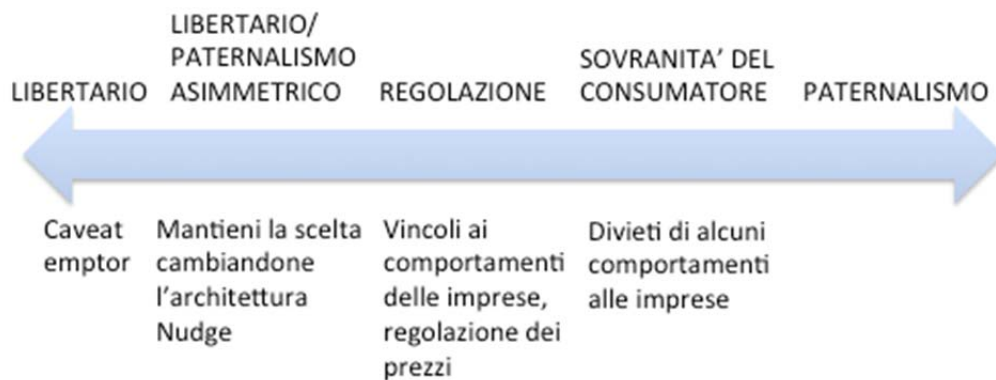 LIBERTARIO
LIBERTARIO/
PATERNALISMO
ASIMMETRICO
REGOLAZIONE
SOVRANITA' DEL
CONSUMATORE
PATERNALISMO
Caveat
emptor
Mantieni la scelta
cambiandone
l'architettura
Nudge
Vincoli ai
comportamenti
delle imprese,
regolazione dei
prezzi
Divieti di alcuni
comportamenti
alle imprese